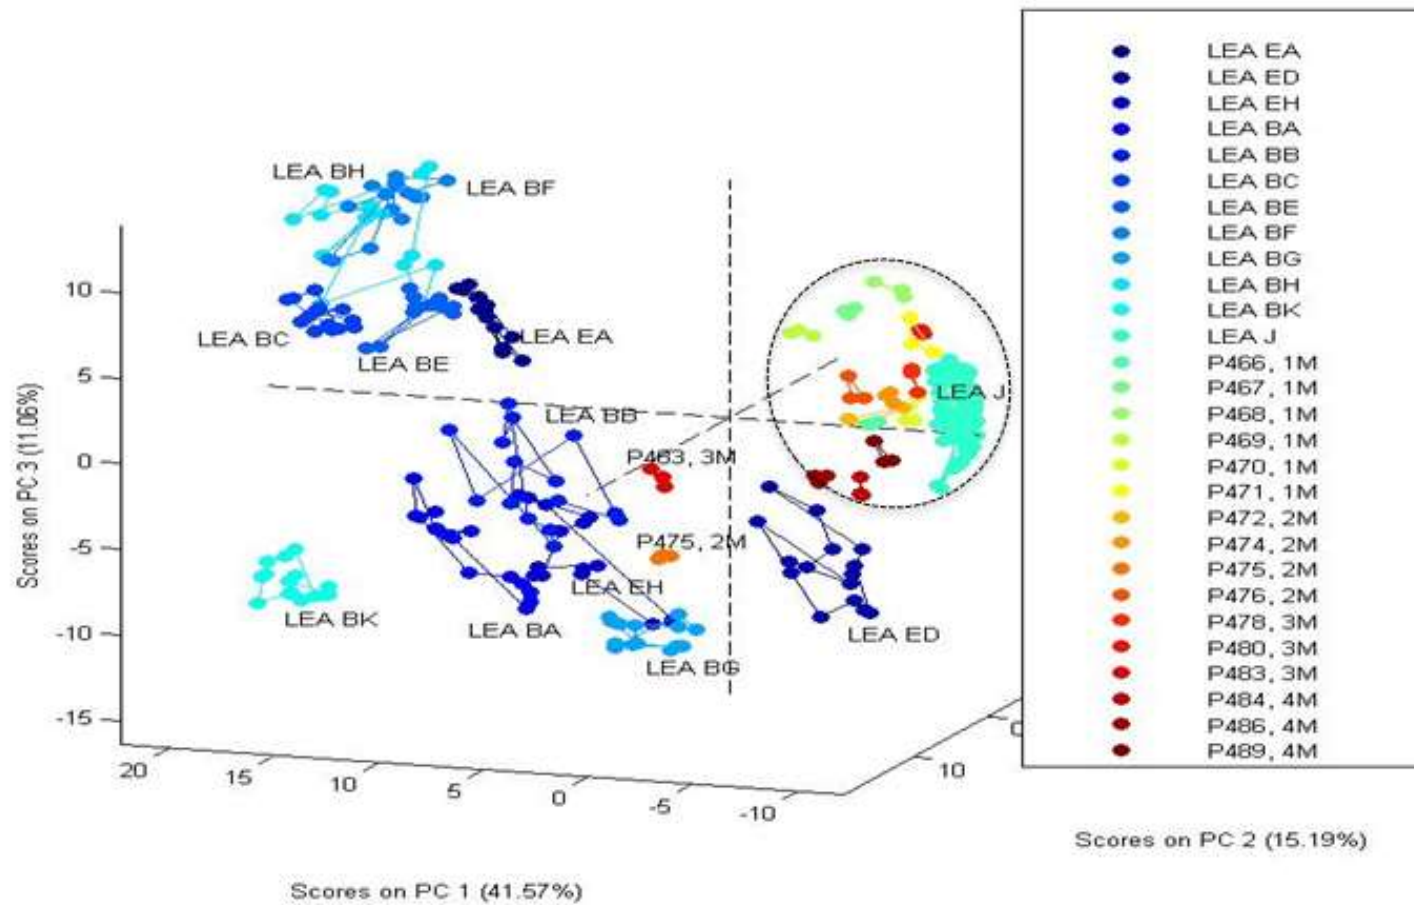 LEA EA
LEA ED
LEA EH
LEA BA
LEA BB
LEA BC
LEA BE
LEA BF
LEA BG
LEA BH
LEA BK
LEA J
P466, 1M
P467, 1M
P468, 1M
P469, 1M
P470, 1M
P471, 1M
P472, 2M
P474, 2M
P475, 2M
P476, 2M
P478, 3M
P480, 3M
P483, 3M
P484, 4M
P486, 4M
P489, 4M
LEA BH
LEA BF
LEA BC
LEA BE
LEA EA
LEA BB
LEA J
P463, 3M
P475, 2M
LEA EH
LEA BK
LEA BA
LEA BG
LEA ED
10
5
0
-5
-10
-15
Scores on PC 3 (11.06%)
20
15
10
5
0
-5
-10
10
Scores on PC 2 (15.19%)
Scores on PC 1 (41.57%)